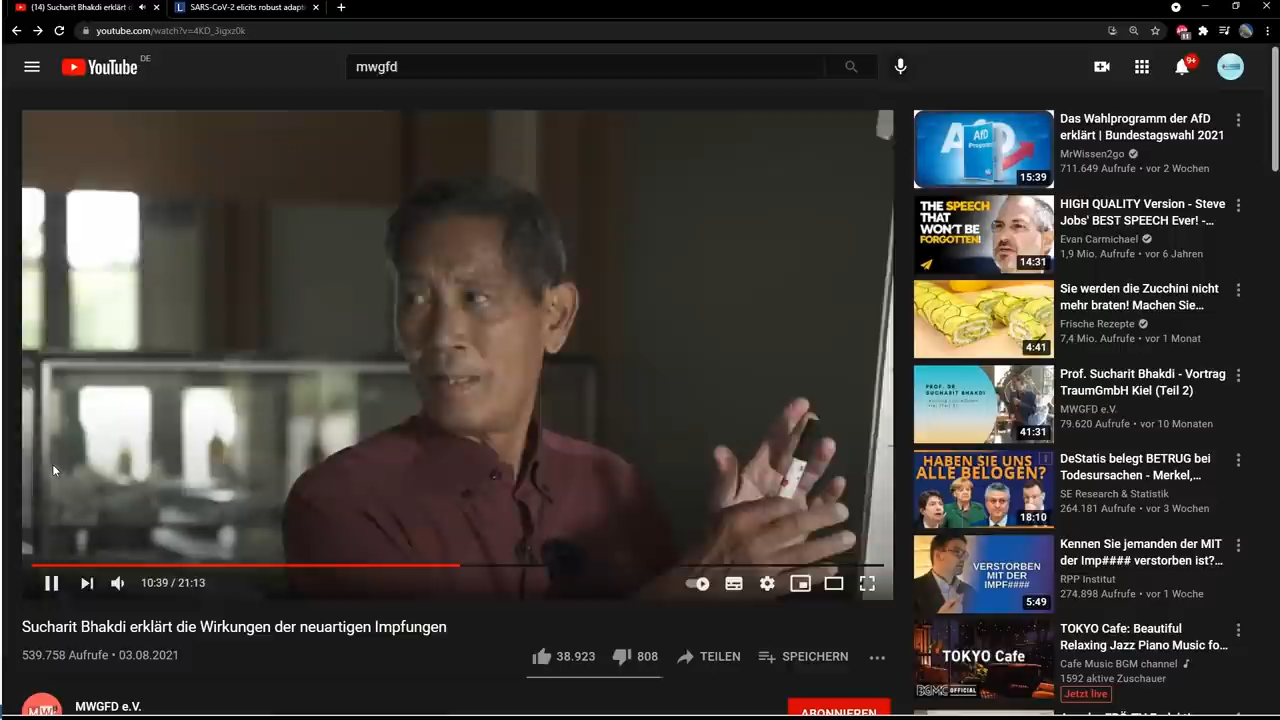 (14) Sucharit Bhakdi erklärt d
SARS-CoV-2 elicits robust adapti
youtube.com/watch?v=4KD_3igxz0k
11
YouTube DE
mwgfd
9+
10:39 / 21:13
Sucharit Bhakdi erklärt die Wirkungen der neuartigen Impfungen
539.758 Aufrufe • 03.08.2021
38.923
808
TEILEN
SPEICHERN
MWGFD e.V.
ABONNIEREN
AfD
AfD
15:39
Das Wahlprogramm der AfD
erklärt | Bundestagswahl 2021
MrWissen2go
711.649 Aufrufe • vor 2 Wochen
THE SPEECH
THAT
WON'T BE
FORGOTTEN!
14:31
HIGH QUALITY Version - Steve
Jobs' BEST SPEECH Ever! -...
Evan Carmichael
1,9 Mio. Aufrufe • vor 6 Jahren
4:41
Sie werden die Zucchini nicht
mehr braten! Machen Sie...
Frische Rezepte
7,4 Mio. Aufrufe • vor 1 Monat
PROF. DR
SUCHARIT BHAKDI
41:31
Prof. Sucharit Bhakdi - Vortrag
TraumGmbH Kiel (Teil 2)
MWGFD e.V.
79.620 Aufrufe • vor 10 Monaten
HABEN SIE UNS
ALLE BELOGEN?
18:10
DeStatis belegt BETRUG bei
Todesursachen - Merkel,...
SE Research & Statistik
264.181 Aufrufe • vor 3 Wochen
VERSTORBEN
MIT DER
IMPF####
5:49
Kennen Sie jemanden der MIT
der Imp#### verstorben ist?...
RPP Institut
274.898 Aufrufe • vor 1 Woche
TOKYO Cafe
BGMC OFFICIAL
TOKYO Cafe: Beautiful
Relaxing Jazz Piano Music fo...
Cafe Music BGM channel
1592 aktive Zuschauer
Jetzt live